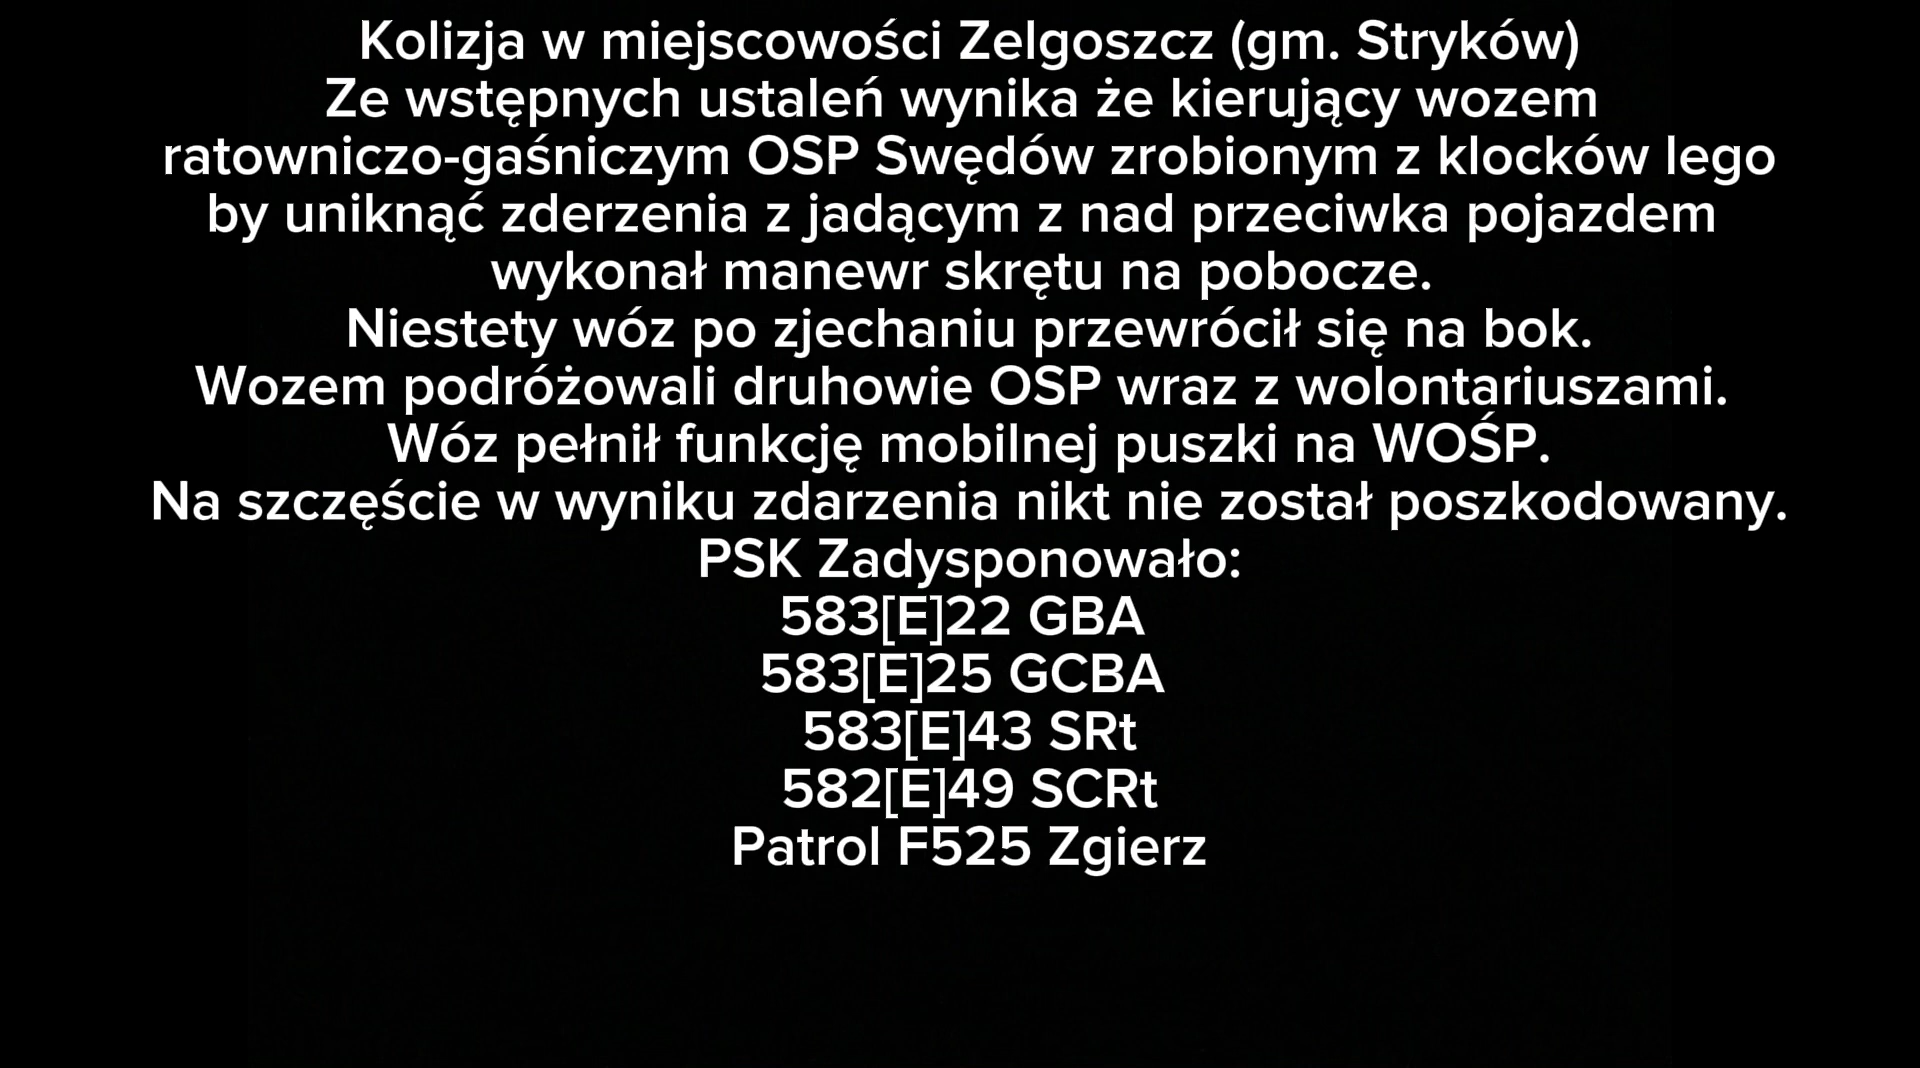 Kolizja w miejscowości Zelgoszcz (gm. Stryków)
Ze wstępnych ustaleń wynika że kierujący wozem
ratowniczo-gaśniczym OSP Swędów zrobionym z klocków lego
by uniknąć zderzenia z jadącym z nad przeciwka pojazdem
wykonał manewr skrętu na pobocze.
Niestety wóz po zjechaniu przewrócił się na bok.
Wozem podróżowali druhowie OSP wraz z wolontariuszami.
Wóz pełnił funkcję mobilnej puszki na WOŚP.
Na szczęście w wyniku zdarzenia nikt nie został poszkodowany.
PSK Zadysponowało:
583[E]22 GBA
583[E]25 GCBA
583[E]43 SRt
582[E]49 SCRt
Patrol F525 Zgierz